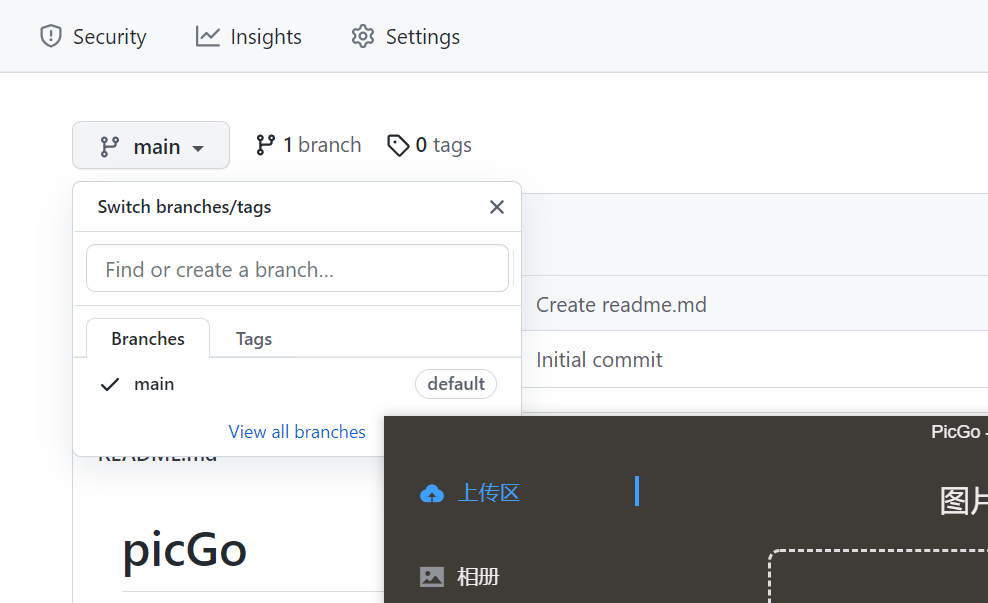 Security Insights Settings
main 1 branch 0 tags
Switch branches/tags
Find or create a branch...
Create readme.md
Branches Tags
Initial commit
main default
View all branches
PicGo -
README.md
上传区
图片
picGo
相册